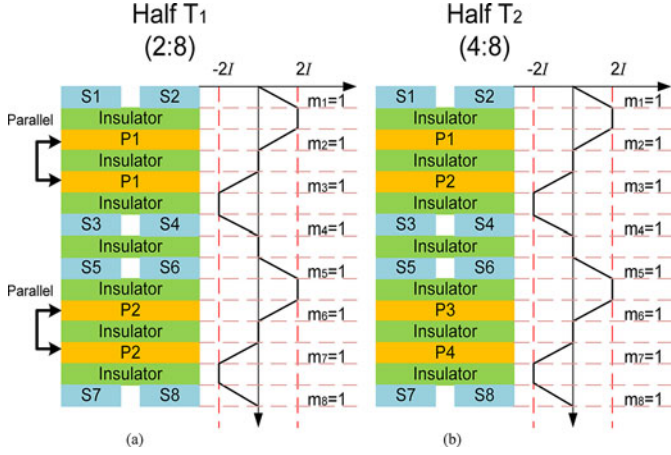 Half T1
(2:8)
-2I 2I
S1 S2
m1=1
Insulator
Parallel
P1
m2=1
Insulator
P1
m3=1
Insulator
S3 S4
m4=1
Insulator
S5 S6
m5=1
Insulator
Parallel
P2
m6=1
Insulator
P2
m7=1
Insulator
S7 S8
m8=1
(a)
Half T2
(4:8)
-2I 2I
S1 S2
m1=1
Insulator
P1
m2=1
Insulator
P2
m3=1
Insulator
S3 S4
m4=1
Insulator
S5 S6
m5=1
Insulator
P3
m6=1
Insulator
P4
m7=1
Insulator
S7 S8
m8=1
(b)